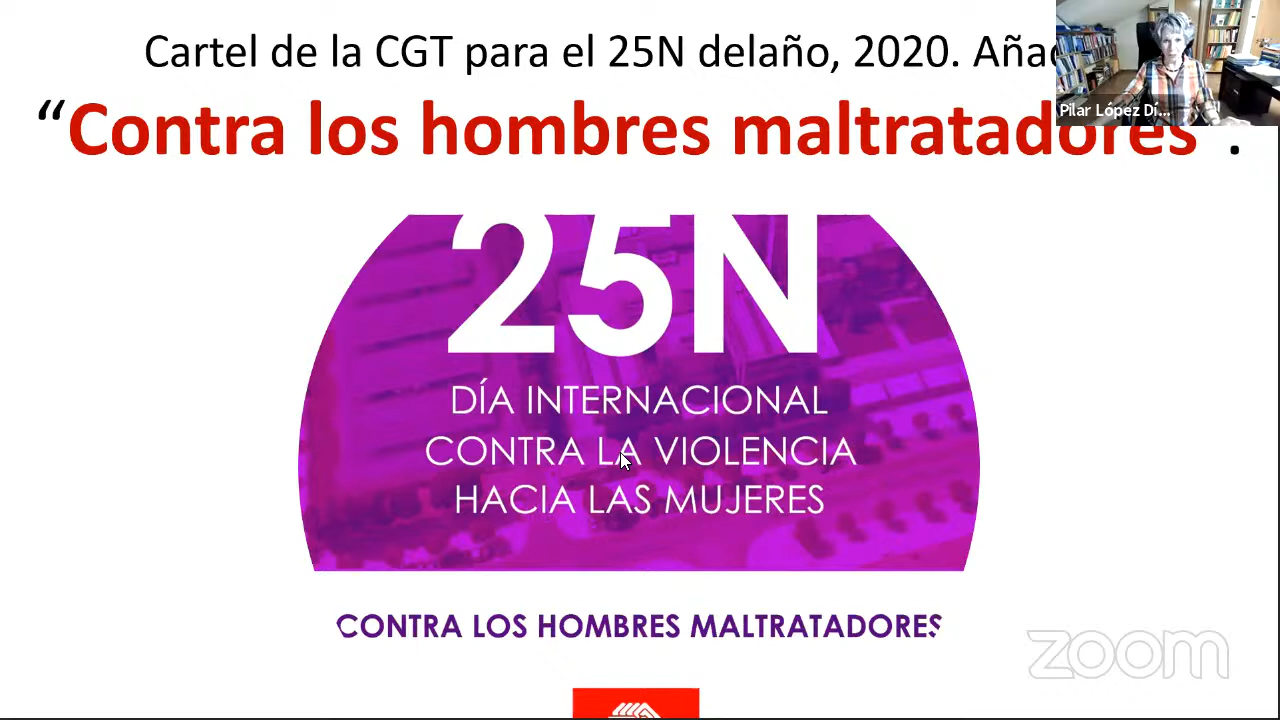 Cartel de la CGT para el 25N delaño, 2020.
“Contra los hombres maltratadores”.
Pilar López Dí...
25N
DÍA INTERNACIONAL
CONTRA LA VIOLENCIA
HACIA LAS MUJERES
CONTRA LOS HOMBRES MALTRATADORES
zoom